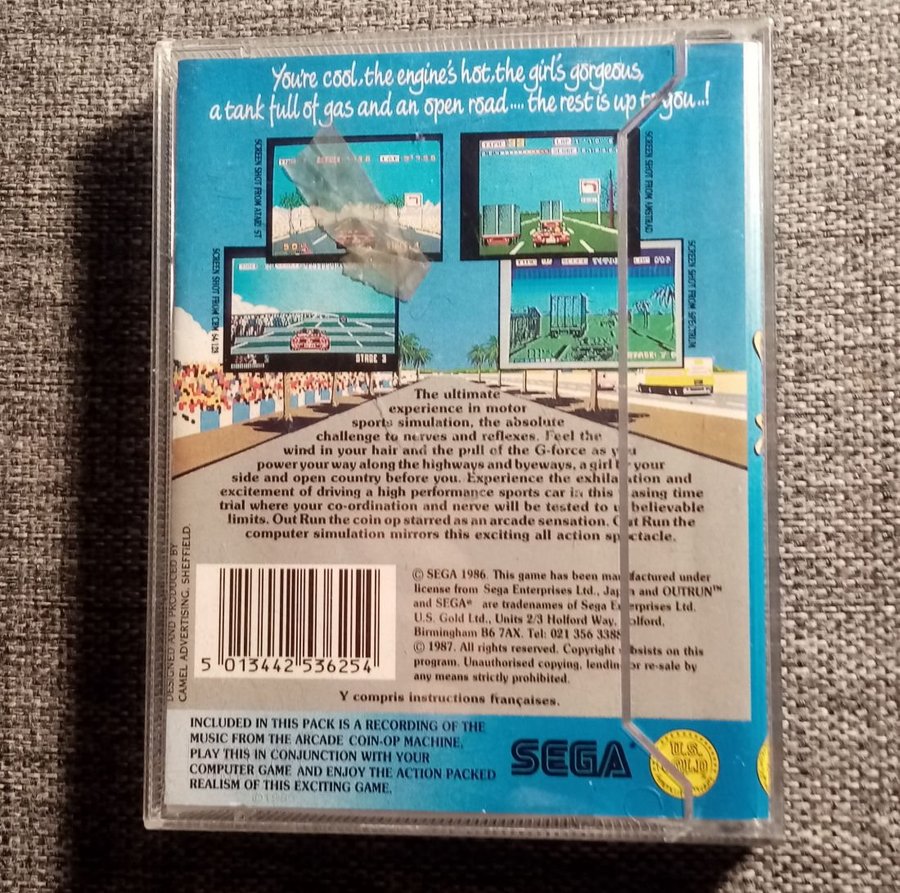 You're cool, the engine's hot, the girl's gorgeous,
a tank full of gas and an open road .... the rest is up to you..!
SCREEN SHOT FROM ATARI ST
SCREEN SHOT FROM AMSTRAD
SCREEN SHOT FROM CBM 64/128
STAGE 3
SCREEN SHOT FROM SPECTRUM
The ultimate
experience in motor
sports simulation, the absolute
challenge to nerves and reflexes. Feel the
wind in your hair and the pull of the G-force as you
power your way along the highways and byeways, a girl by your
side and open country before you. Experience the exhilaration and
excitement of driving a high performance sports car in this teasing time
trial where your co-ordination and nerve will be tested to unbelievable
limits. Out Run the coin op starred as an arcade sensation. Out Run the
computer simulation mirrors this exciting all action spectacle.
DESIGNED AND PRODUCED BY
CAMEL ADVERTISING. SHEFFIELD.
5 013442 536254
© SEGA 1986. This game has been manufactured under
license from Sega Enterprises Ltd., Japan and OUTRUN™
and SEGA® are tradenames of Sega Enterprises Ltd.
U.S. Gold Ltd., Units 2/3 Holford Way, Holford,
Birmingham B6 7AX. Tel: 021 356 3388
© 1987. All rights reserved. Copyright subsists on this
program. Unauthorised copying, lending or re-sale by
any means strictly prohibited.
Y compris instructions françaises.
INCLUDED IN THIS PACK IS A RECORDING OF THE
MUSIC FROM THE ARCADE COIN-OP MACHINE.
PLAY THIS IN CONJUNCTION WITH YOUR
COMPUTER GAME AND ENJOY THE ACTION PACKED
REALISM OF THIS EXCITING GAME.
SEGA®
U.S.
GOLD